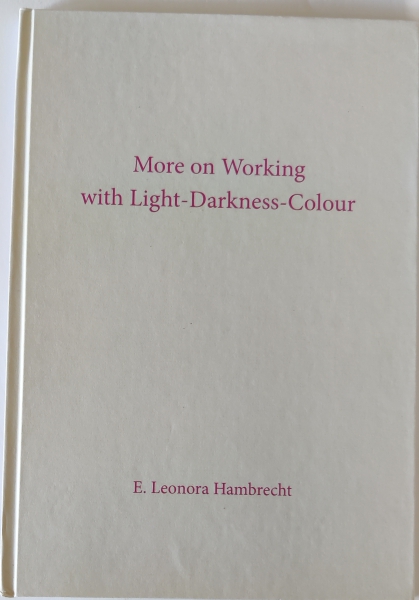 More on Working
with Light-Darkness-Colour
E. Leonora Hambrecht